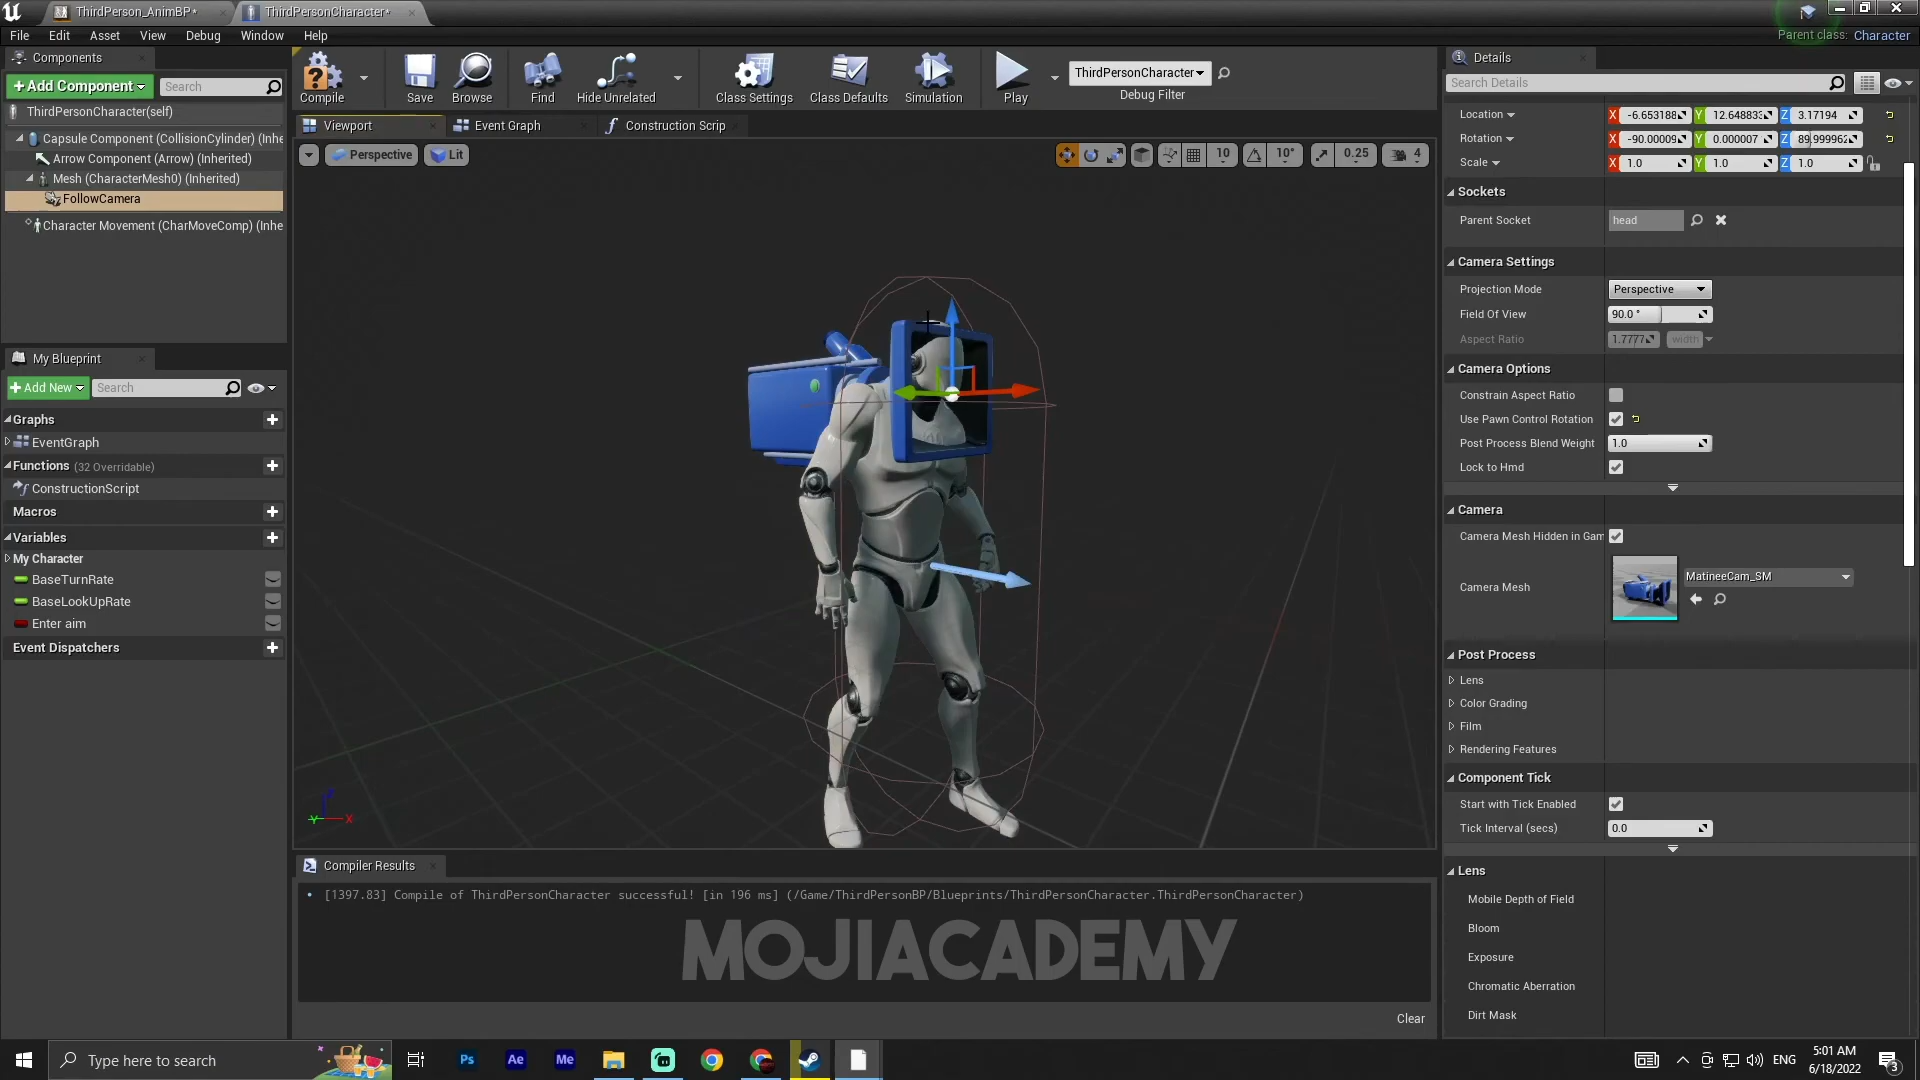 ThirdPerson_AnimBP*
ThirdPersonCharacter*
File Edit Asset View Debug Window Help
Parent class: Character
Components
+Add Component
Search
ThirdPersonCharacter(self)
Capsule Component (CollisionCylinder) (Inhe
Arrow Component (Arrow) (Inherited)
Mesh (CharacterMesh0) (Inherited)
FollowCamera
Character Movement (CharMoveComp) (Inhe
My Blueprint
+Add New
Search
Graphs
EventGraph
Functions (32 Overridable)
ConstructionScript
Macros
Variables
My Character
BaseTurnRate
BaseLookUpRate
Enter aim
Event Dispatchers
Compile
Save
Browse
Find
Hide Unrelated
Class Settings
Class Defaults
Simulation
Play
ThirdPersonCharacter
Debug Filter
Viewport
Event Graph
Construction Scrip
Perspective
Lit
10
10°
0.25
4
Compiler Results
[1397.83] Compile of ThirdPersonCharacter successful! [in 196 ms] (/Game/ThirdPersonBP/Blueprints/ThirdPersonCharacter.ThirdPersonCharacter)
MOJIACADEMY
Clear
Details
Search Details
Location X -6.653188 Y 12.64883 Z 3.17194
Rotation X -90.00009 Y 0.000007 Z 89.999962
Scale X 1.0 Y 1.0 Z 1.0
Sockets
Parent Socket head
Camera Settings
Projection Mode Perspective
Field Of View 90.0 °
Aspect Ratio 1.7777 width
Camera Options
Constrain Aspect Ratio
Use Pawn Control Rotation
Post Process Blend Weight 1.0
Lock to Hmd
Camera
Camera Mesh Hidden in Gam
Camera Mesh
MatineeCam_SM
Post Process
Lens
Color Grading
Film
Rendering Features
Component Tick
Start with Tick Enabled
Tick Interval (secs) 0.0
Lens
Mobile Depth of Field
Bloom
Exposure
Chromatic Aberration
Dirt Mask
Type here to search
Ps
Ae
Me
ENG
5:01 AM
6/18/2022
3